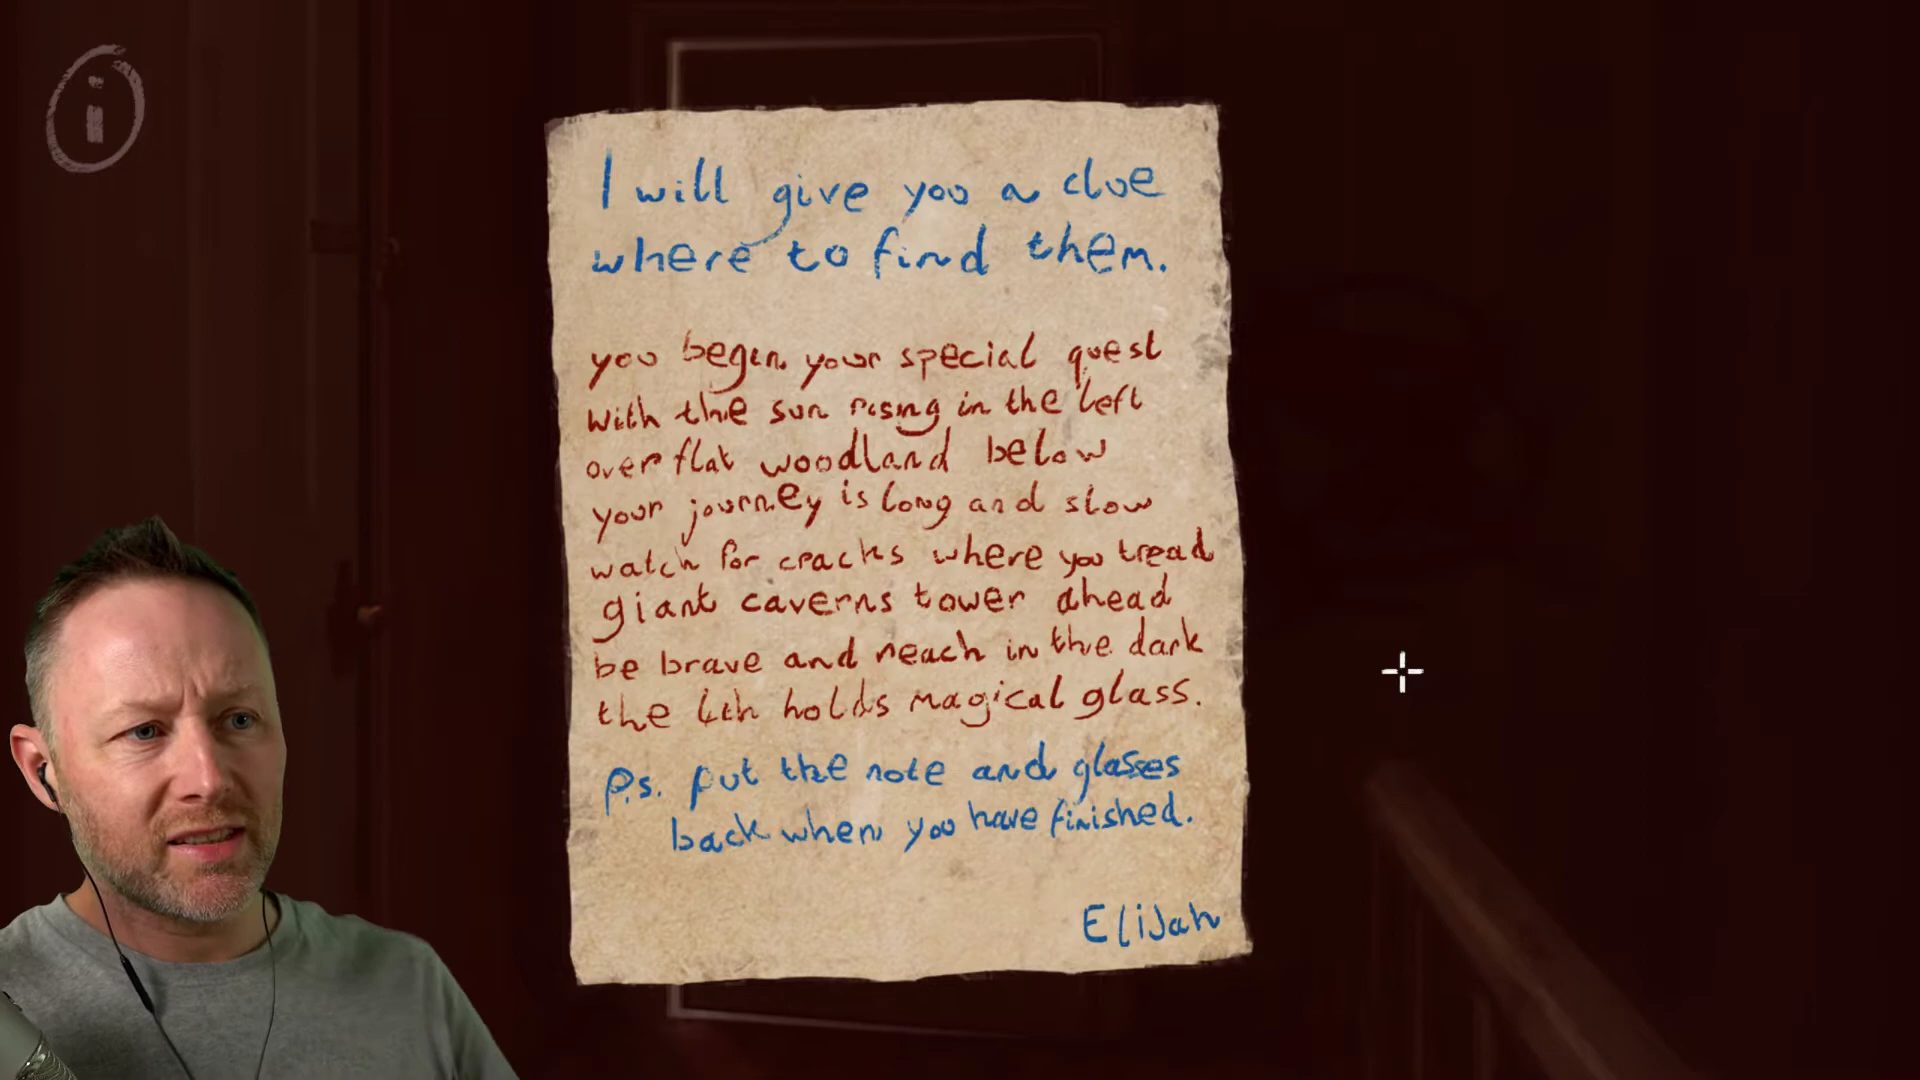 i
I will give you a clue
where to find them.
you begin your special quest
with the sun rising in the left
over flat woodland below
your journey is long and slow
watch for cracks where you tread
giant caverns tower ahead
be brave and reach in the dark
the 4th holds magical glass.
P.s. put the note and glasses
back when you have finished.
Elijah